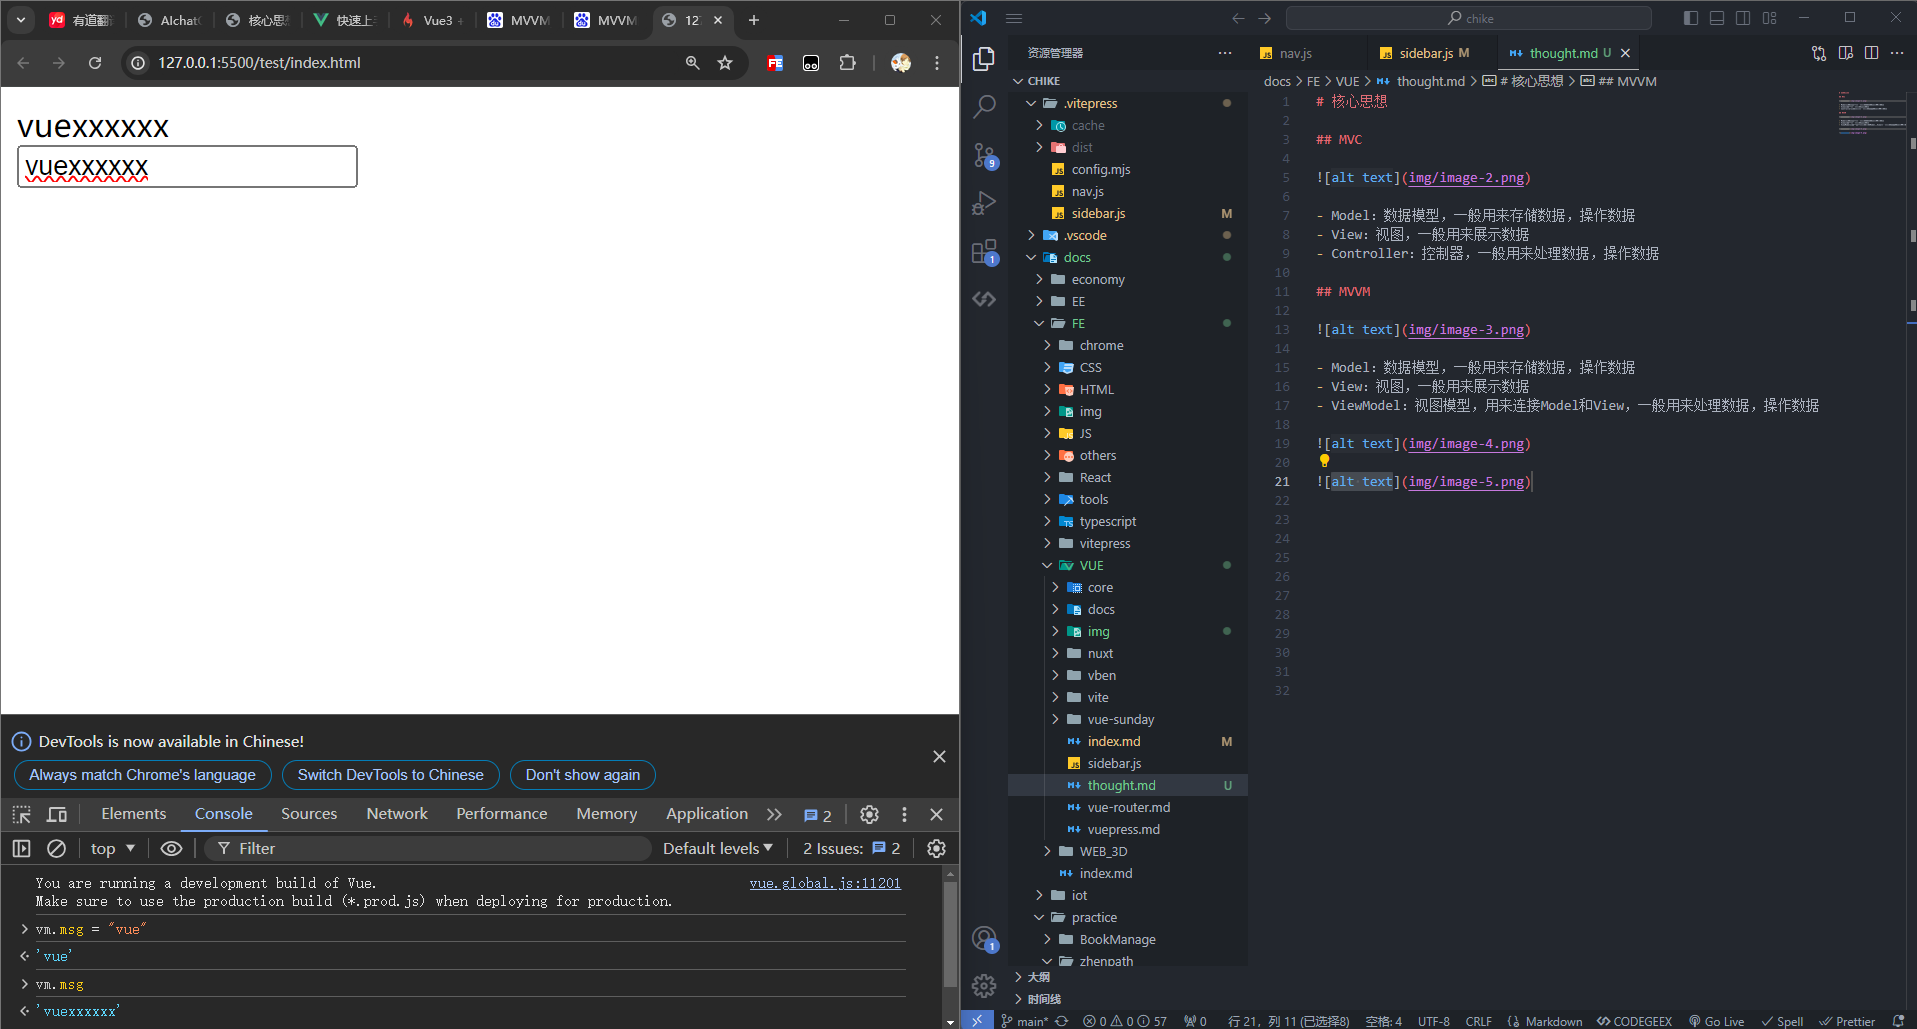 有道翻
AIchat
核心思想
快速上手
Vue3 +
MVVM
MVVM
127
127.0.0.1:5500/test/index.html
vuexxxxxx
vuexxxxxx
DevTools is now available in Chinese!
Always match Chrome's language
Switch DevTools to Chinese
Don't show again
Elements
Console
Sources
Network
Performance
Memory
Application
2
top
Filter
Default levels
2 Issues:
2
You are running a development build of Vue.
Make sure to use the production build (*.prod.js) when deploying for production.
vue.global.js:11201
vm.msg = "vue"
'vue'
vm.msg
'vuexxxxxx'
chike
资源管理器
CHIKE
.vitepress
cache
dist
config.mjs
nav.js
sidebar.js M
.vscode
docs
economy
EE
FE
chrome
CSS
HTML
img
JS
others
React
tools
typescript
vitepress
VUE
core
docs
img
nuxt
vben
vite
vue-sunday
index.md M
sidebar.js
thought.md U
vue-router.md
vuepress.md
WEB_3D
index.md
iot
practice
BookManage
zhenpath
大纲
时间线
9
1
1
nav.js
sidebar.js M
thought.md U
docs > FE > VUE > thought.md > # 核心思想 > ## MVVM
1 # 核心思想
2
3 ## MVC
4
5 ![alt text](img/image-2.png)
6
7 - Model: 数据模型，一般用来存储数据，操作数据
8 - View: 视图，一般用来展示数据
9 - Controller: 控制器，一般用来处理数据，操作数据
10
11 ## MVVM
12
13 ![alt text](img/image-3.png)
14
15 - Model: 数据模型，一般用来存储数据，操作数据
16 - View: 视图，一般用来展示数据
17 - ViewModel: 视图模型，用来连接Model和View，一般用来处理数据，操作数据
18
19 ![alt text](img/image-4.png)
20
21 ![alt text](img/image-5.png)
22
23
24
25
26
27
28
29
30
31
32
main*
0 0 57
0
行 21，列 11 (已选择8)
空格: 4
UTF-8
CRLF
Markdown
CODEGEEX
Go Live
Spell
Prettier